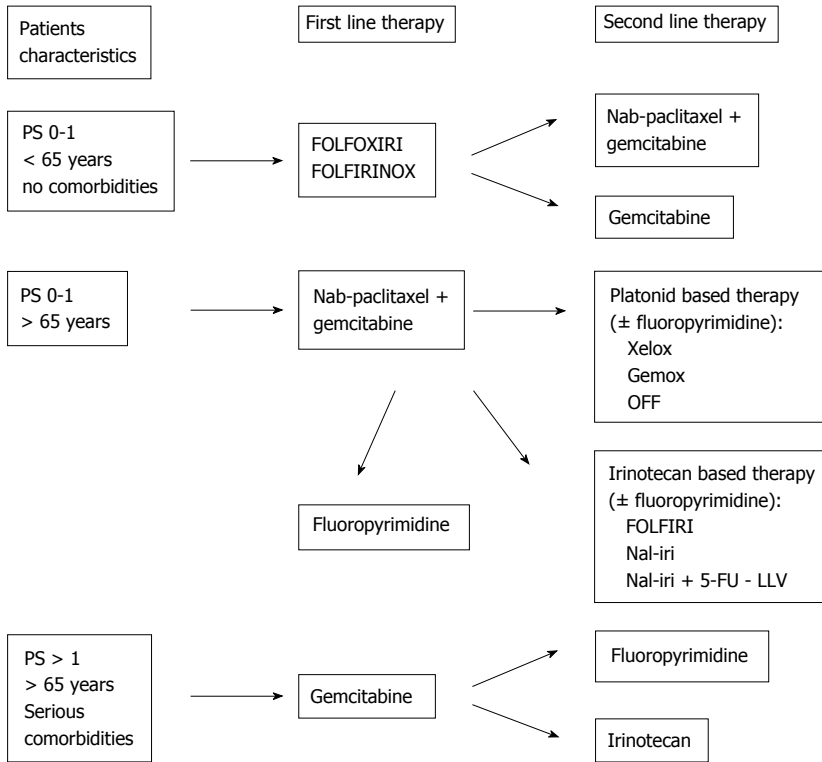 Patients
characteristics
First line therapy
Second line therapy
PS 0-1
< 65 years
no comorbidities
FOLFOXIRI
FOLFIRINOX
Nab-paclitaxel +
gemcitabine
Gemcitabine
PS 0-1
> 65 years
Nab-paclitaxel +
gemcitabine
Platonid based therapy
(± fluoropyrimidine):
Xelox
Gemox
OFF
Fluoropyrimidine
Irinotecan based therapy
(± fluoropyrimidine):
FOLFIRI
Nal-iri
Nal-iri + 5-FU - LLV
PS > 1
> 65 years
Serious
comorbidities
Gemcitabine
Fluoropyrimidine
Irinotecan